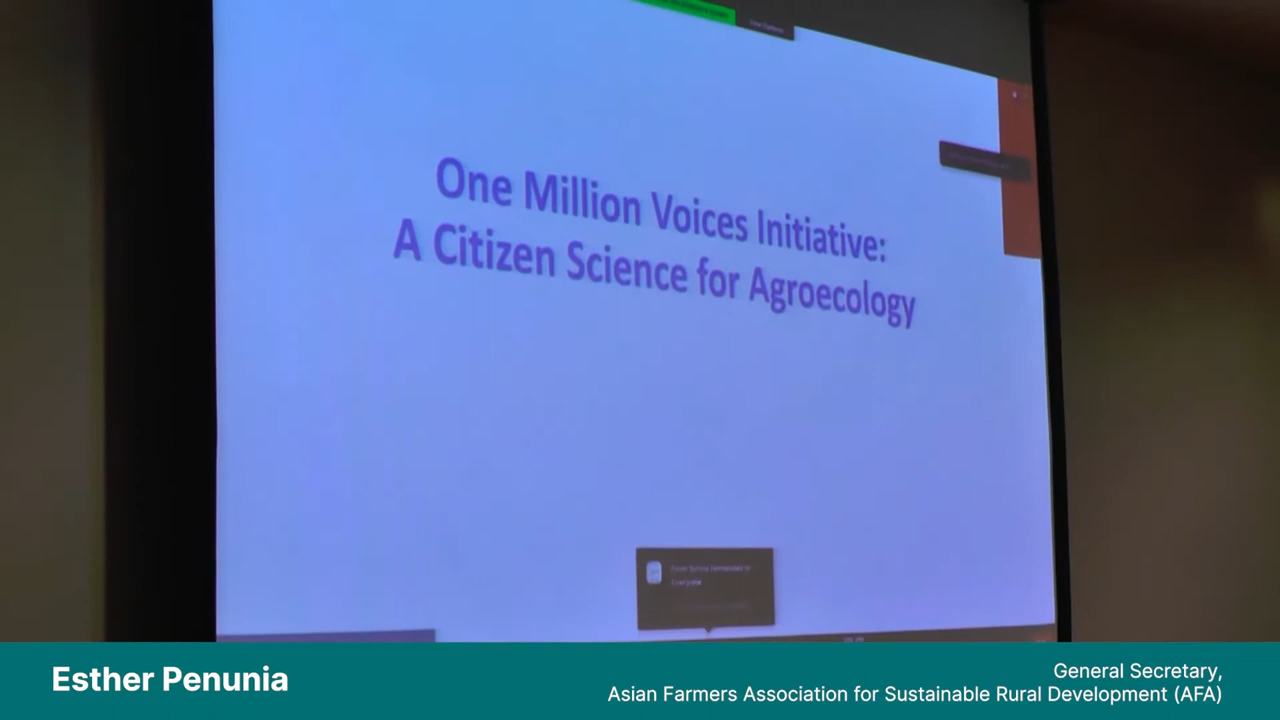 One Million Voices Initiative:
A Citizen Science for Agroecology
Everyone
Esther Penunia
General Secretary,
Asian Farmers Association for Sustainable Rural Development (AFA)